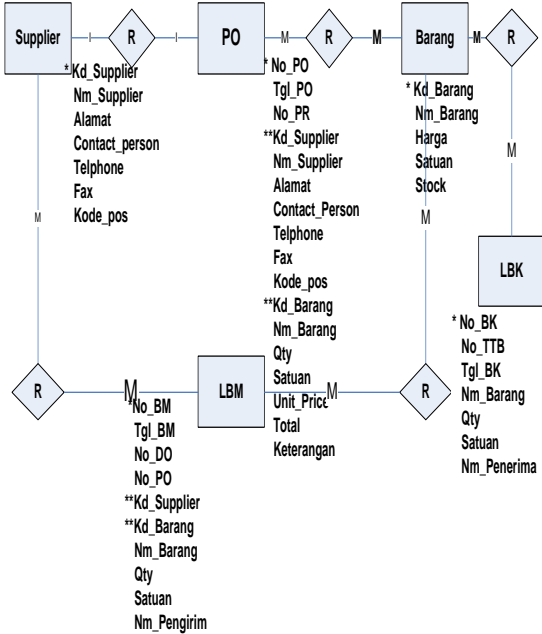 Supplier
I
R
I
PO
M
R
M
Barang
M
R
* Kd_Supplier
Nm_Supplier
Alamat
Contact_person
Telphone
Fax
Kode_pos
* No_PO
Tgl_PO
No_PR
**Kd_Supplier
Nm_Supplier
Alamat
Contact_Person
Telphone
Fax
Kode_pos
**Kd_Barang
Nm_Barang
Qty
Satuan
Unit_Price
Total
Keterangan
* Kd_Barang
Nm_Barang
Harga
Satuan
Stock
M
M
M
LBK
* No_BK
No_TTB
Tgl_BK
Nm_Barang
Qty
Satuan
Nm_Penerima
R
M
LBM
M
R
*No_BM
Tgl_BM
No_DO
No_PO
**Kd_Supplier
**Kd_Barang
Nm_Barang
Qty
Satuan
Nm_Pengirim